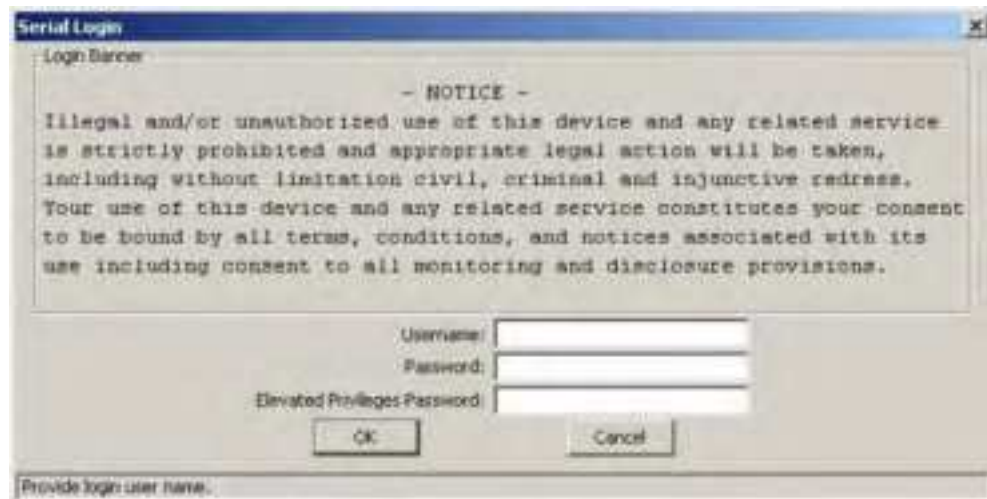 Serial Login
Login Banner
- NOTICE -
Illegal and/or unauthorized use of this device and any related service
is strictly prohibited and appropriate legal action will be taken,
including without limitation civil, criminal and injunctive redress.
Your use of this device and any related service constitutes your consent
to be bound by all terms, conditions, and notices associated with its
use including consent to all monitoring and disclosure provisions.
Username:
Password:
Elevated Privileges Password:
OK
Cancel
Provide login user name.